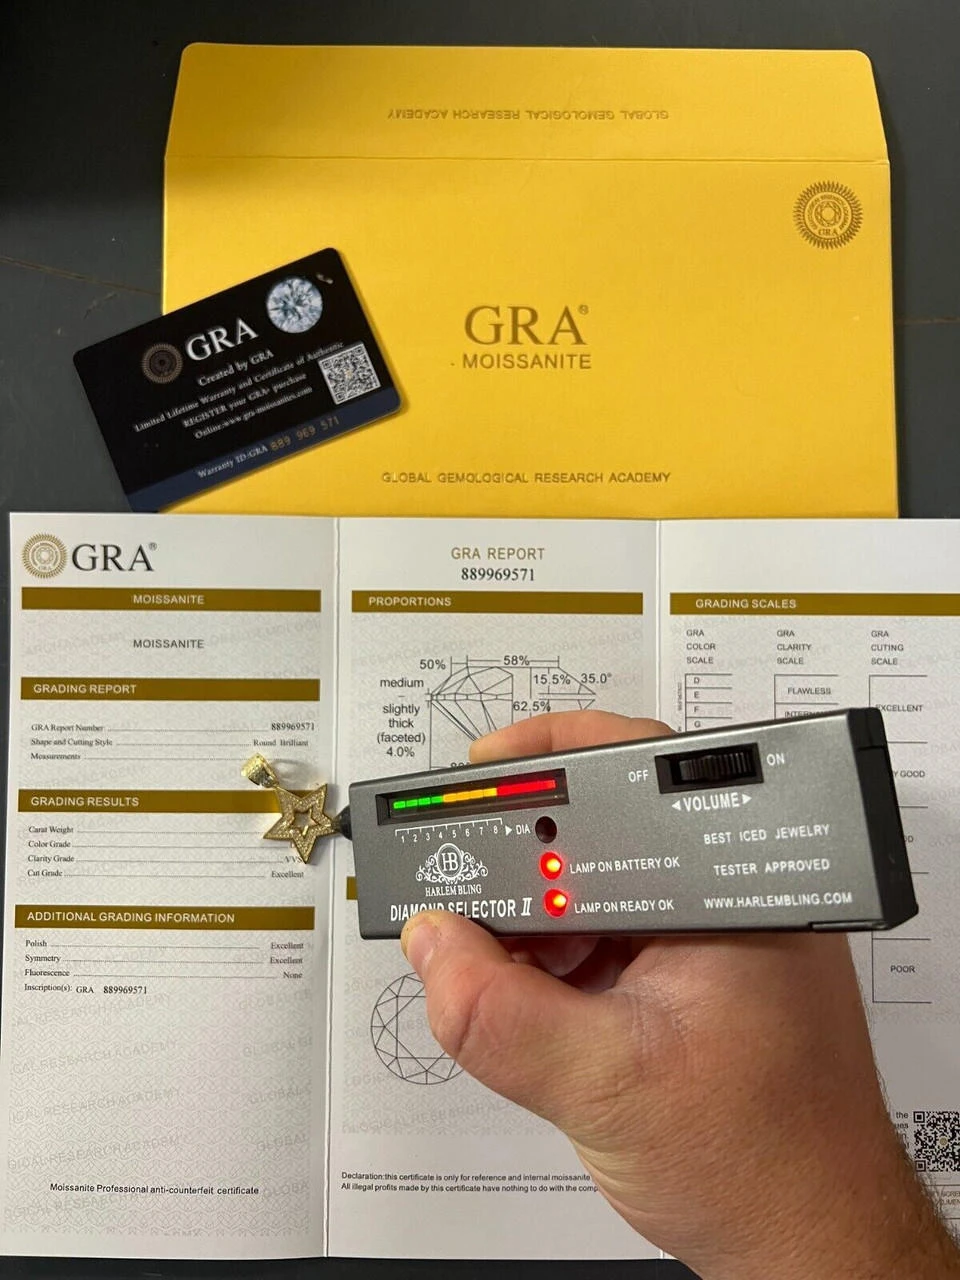 GLOBAL GEMOLOGICAL RESEARCH ACADEMY
GRA
GRA®
MOISSANITE
GLOBAL GEMOLOGICAL RESEARCH ACADEMY
GRA
Created by GRA
Limited Lifetime Warranty and Certificate of Authentic
REGISTER your GRA® purchase
Online:www.gra-moissanites.com
Warranty ID:GRA 889 969 571
GRA®
MOISSANITE
MOISSANITE
GRADING REPORT
GRA Report Number 889969571
Shape and Cutting Style Round Brilliant
Measurements
GRADING RESULTS
Carat Weight
Color Grade
Clarity Grade VVS
Cut Grade Excellent
ADDITIONAL GRADING INFORMATION
Polish Excellent
Symmetry Excellent
Fluorescence None
Inscription(s): GRA 889969571
Moissanite Professional anti-counterfeit certificate
GRA REPORT
889969571
PROPORTIONS
50% 58%
medium 15.5% 35.0°
slightly 62.5%
thick
(faceted)
4.0%
Declaration:this certificate is only for reference and internal moissanite
All illegal profits made by this certificate have nothing to do with the comp
GRADING SCALES
GRA GRA GRA
COLOR CLARITY CUTING
SCALE SCALE SCALE
D
FLAWLESS
E
F EXCELLENT
G
Y GOOD
POOR
the
OFF ON
◄VOLUME►
1 2 3 4 5 6 7 8 ►DIA
HB
HARLEM BLING
DIAMOND SELECTOR II
LAMP ON BATTERY OK
LAMP ON READY OK
BEST ICED JEWELRY
TESTER APPROVED
WWW.HARLEMBLING.COM